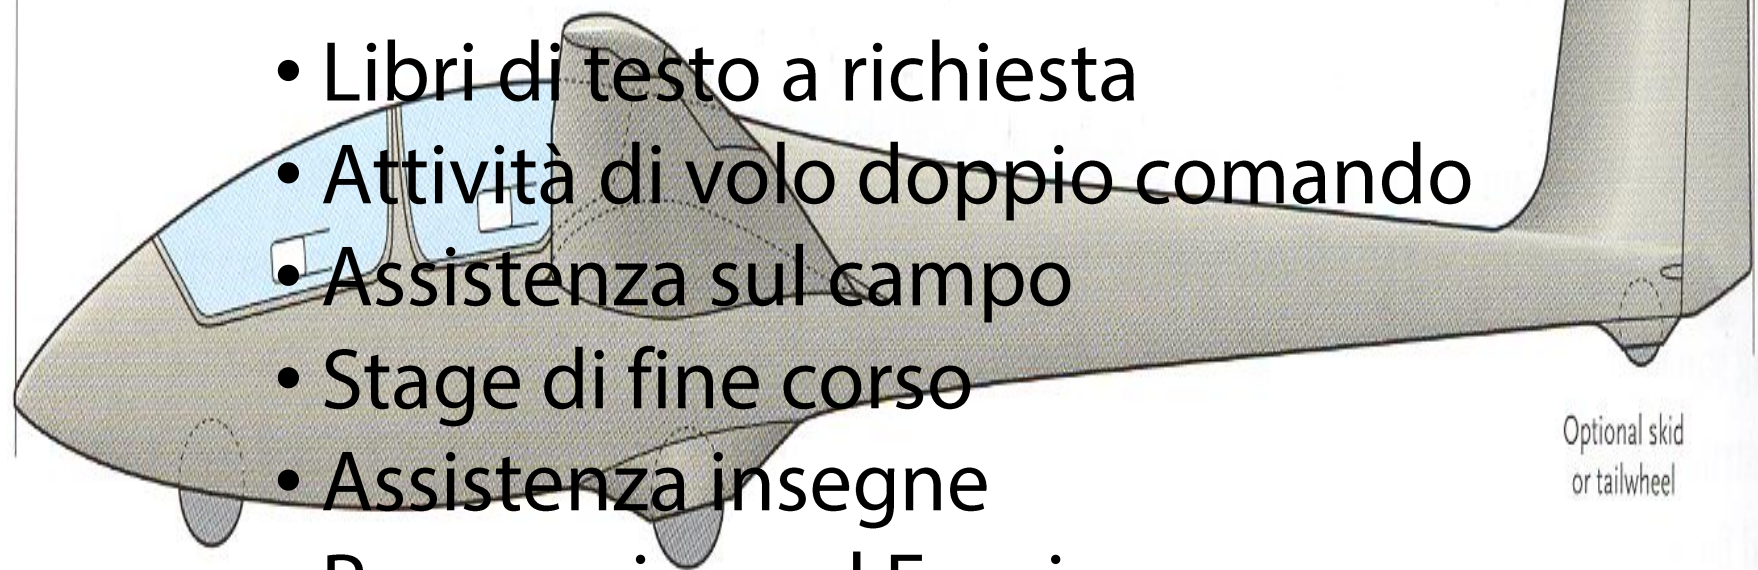 • Libri di testo a richiesta
• Attività di volo doppio comando
• Assistenza sul campo
• Stage di fine corso
• Assistenza insegne
Optional skid
or tailwheel